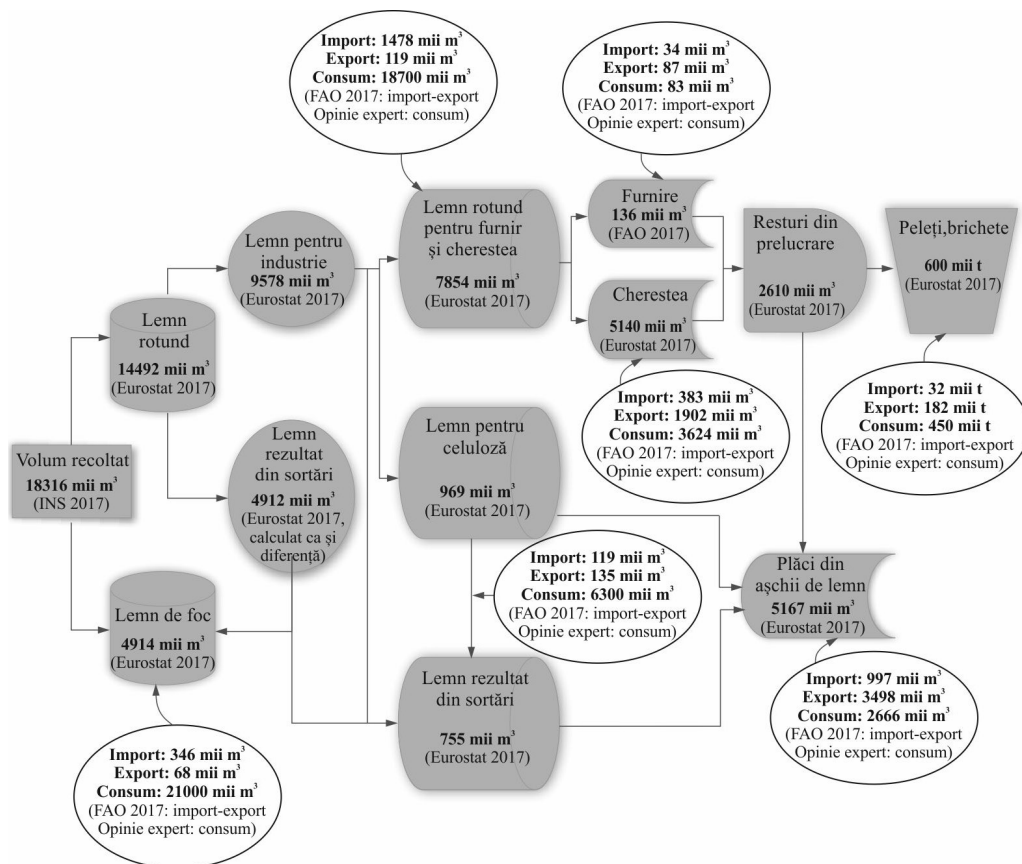 Import: 1478 mii m³
Export: 119 mii m³
Consum: 18700 mii m³
(FAO 2017: import-export
Opinie expert: consum)
Import: 34 mii m³
Export: 87 mii m³
Consum: 83 mii m³
(FAO 2017: import-export
Opinie expert: consum)
Lemn pentru
industrie
9578 mii m³
(Eurostat 2017)
Lemn rotund
pentru furnir
și cherestea
7854 mii m³
(Eurostat 2017)
Furnire
136 mii m³
(FAO 2017)
Cherestea
5140 mii m³
(Eurostat 2017)
Resturi din
prelucrare
2610 mii m³
(Eurostat 2017)
Peleți,brichete
600 mii t
(Eurostat 2017)
Lemn
rotund
14492 mii m³
(Eurostat 2017)
Import: 383 mii m³
Export: 1902 mii m³
Consum: 3624 mii m³
(FAO 2017: import-export
Opinie expert: consum)
Import: 32 mii t
Export: 182 mii t
Consum: 450 mii t
(FAO 2017: import-export
Opinie expert: consum)
Volum recoltat
18316 mii m³
(INS 2017)
Lemn
rezultat
din sortări
4912 mii m³
(Eurostat 2017,
calculat ca și
diferență)
Lemn pentru
celuloză
969 mii m³
(Eurostat 2017)
Import: 119 mii m³
Export: 135 mii m³
Consum: 6300 mii m³
(FAO 2017: import-export
Opinie expert: consum)
Plăci din
așchii de lemn
5167 mii m³
(Eurostat 2017)
Lemn de foc
4914 mii m³
(Eurostat 2017)
Lemn rezultat
din sortări
755 mii m³
(Eurostat 2017)
Import: 997 mii m³
Export: 3498 mii m³
Consum: 2666 mii m³
(FAO 2017: import-export
Opinie expert: consum)
Import: 346 mii m³
Export: 68 mii m³
Consum: 21000 mii m³
(FAO 2017: import-export
Opinie expert: consum)